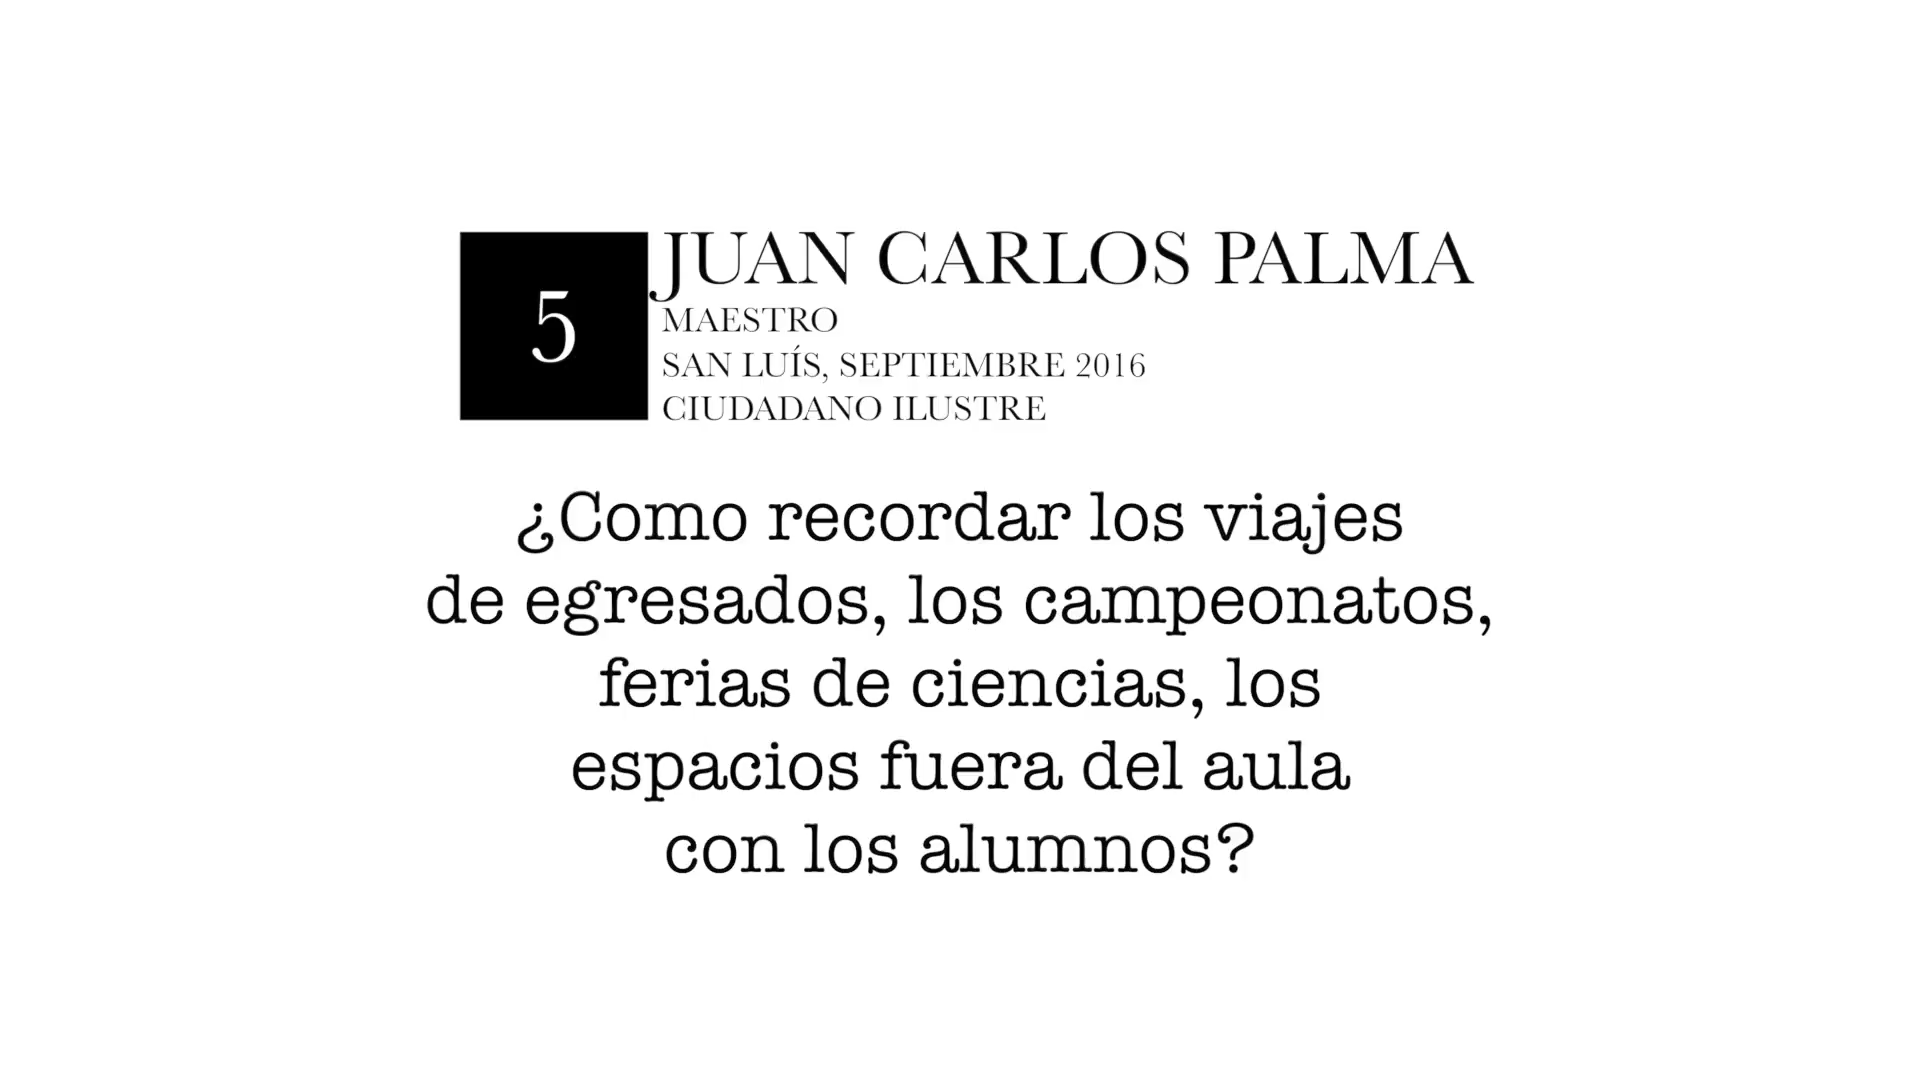 5
JUAN CARLOS PALMA
MAESTRO
SAN LUÍS, SEPTIEMBRE 2016
CIUDADANO ILUSTRE
¿Como recordar los viajes
de egresados, los campeonatos,
ferias de ciencias, los
espacios fuera del aula
con los alumnos?